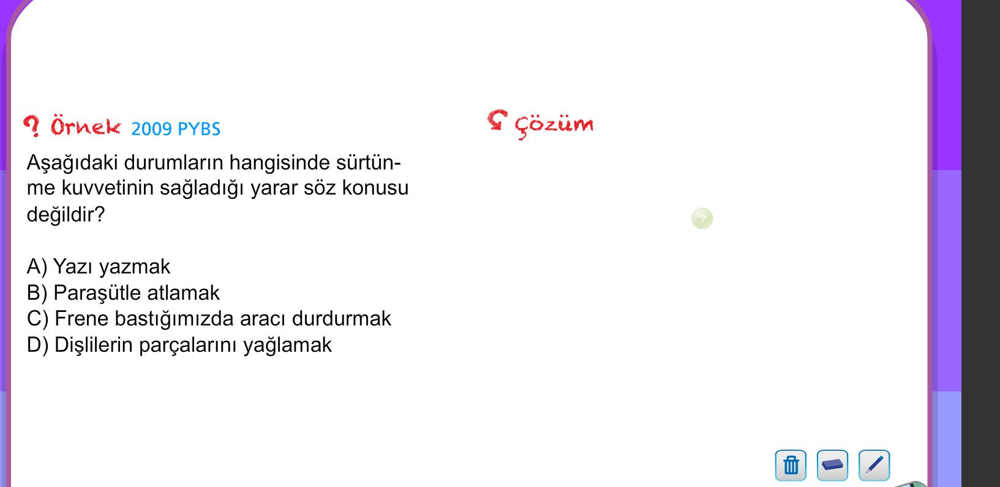 ? Örnek 2009 PYBS
Aşağıdaki durumların hangisinde sürtün-
me kuvvetinin sağladığı yarar söz konusu
değildir?
A) Yazı yazmak
B) Paraşütle atlamak
C) Frene bastığımızda aracı durdurmak
D) Dişlilerin parçalarını yağlamak
Çözüm
?